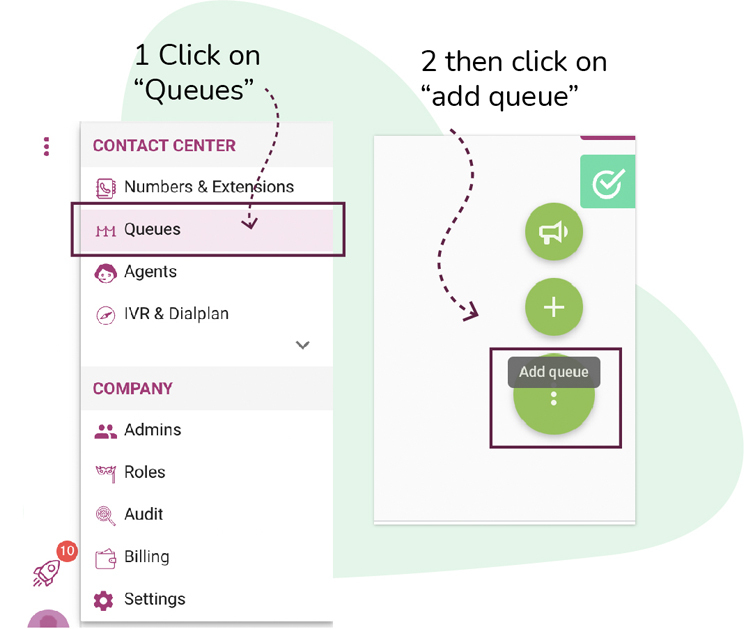 1 Click on
“Queues”
2 then click on
“add queue”
CONTACT CENTER
Numbers & Extensions
Queues
Agents
IVR & Dialplan
COMPANY
Admins
Roles
Audit
Billing
Settings
10
Add queue